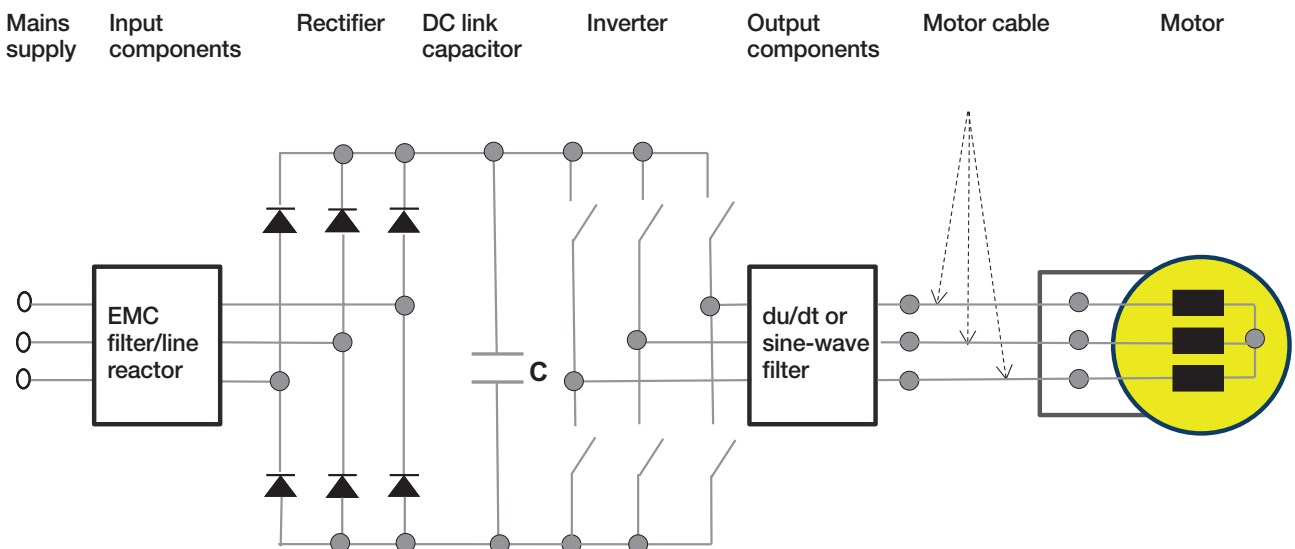 Mains
supply
Input
components
Rectifier
DC link
capacitor
Inverter
Output
components
Motor cable
Motor
EMC
filter/line
reactor
C
du/dt or
sine-wave
filter